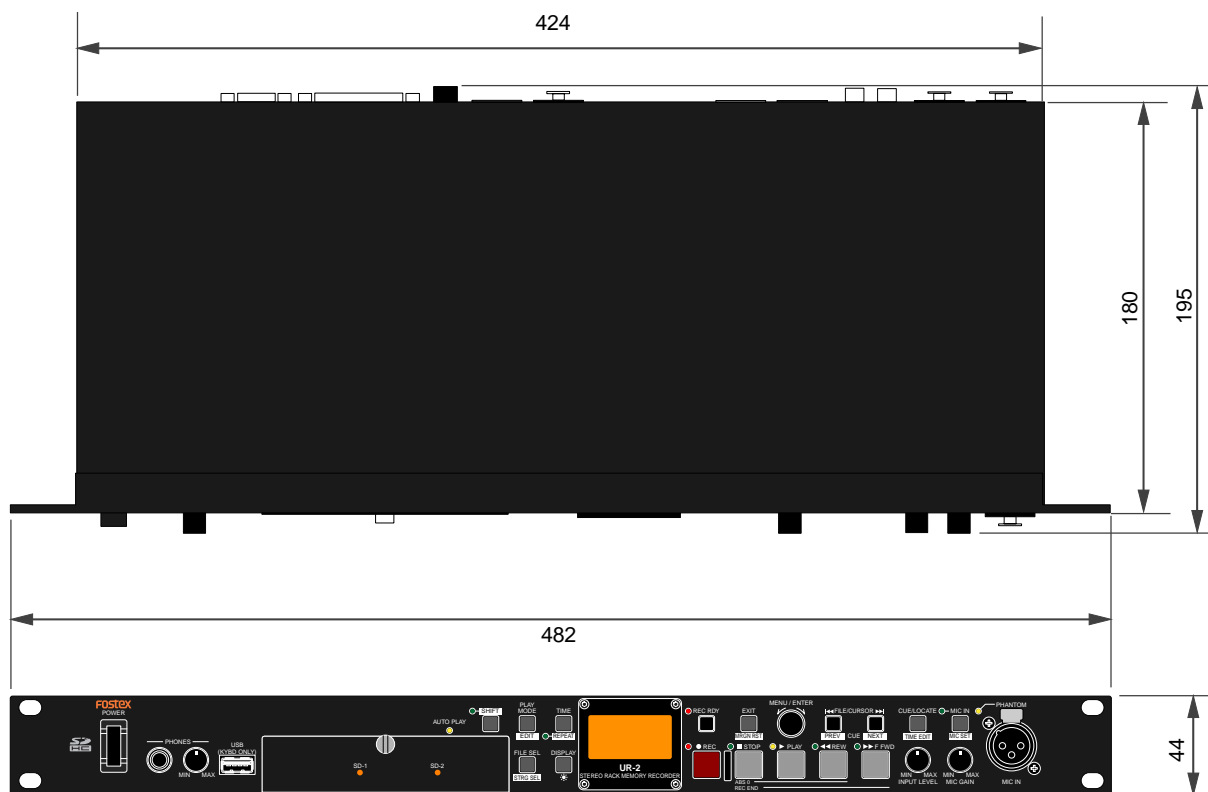 424
180
195
482
44
FOSTEX
POWER
SD
HC
PHONES
MIN MAX
USB
(KYBD ONLY)
AUTO PLAY
SHIFT
PLAY
MODE
EDIT
TIME
REPEAT
FILE SEL
STRG SEL
DISPLAY
SD-1
SD-2
UR-2
STEREO RACK MEMORY RECORDER
REC RDY
EXIT
MRGN RST
MENU / ENTER
FILE/CURSOR
PREV CUE NEXT
CUE/LOCATE
TIME EDIT
MIC IN
MIC SET
PHANTOM
REC
STOP
PLAY
REW
F FWD
ABS 0
REC END
MIN MAX
INPUT LEVEL
MIN MAX
MIC GAIN
MIC IN